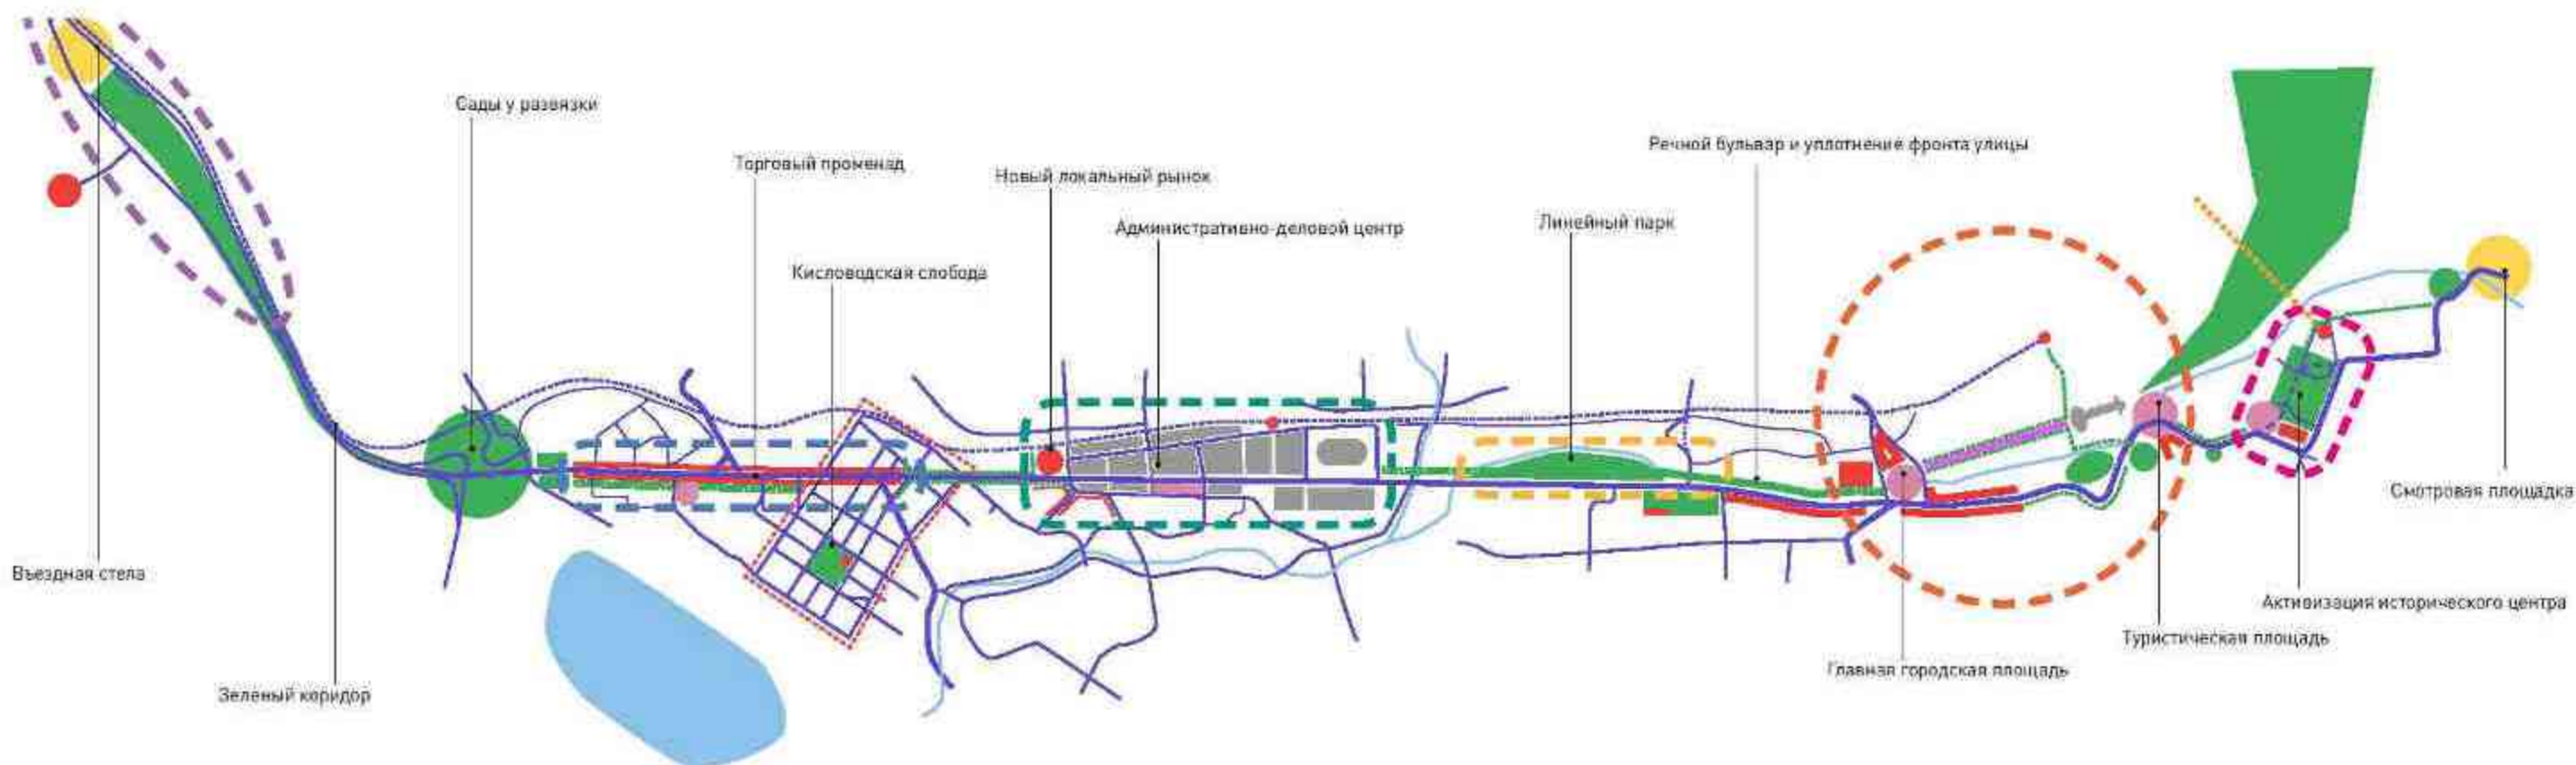 Сады у развязки
Торговый променад
Новый локальный рынок
Кисловодская слобода
Административно-деловой центр
Линейный парк
Речной бульвар и уплотнение фронта улицы
Смотровая площадка
Въездная стела
Зеленый коридор
Активизация исторического центра
Туристическая площадь
Главная городская площадь